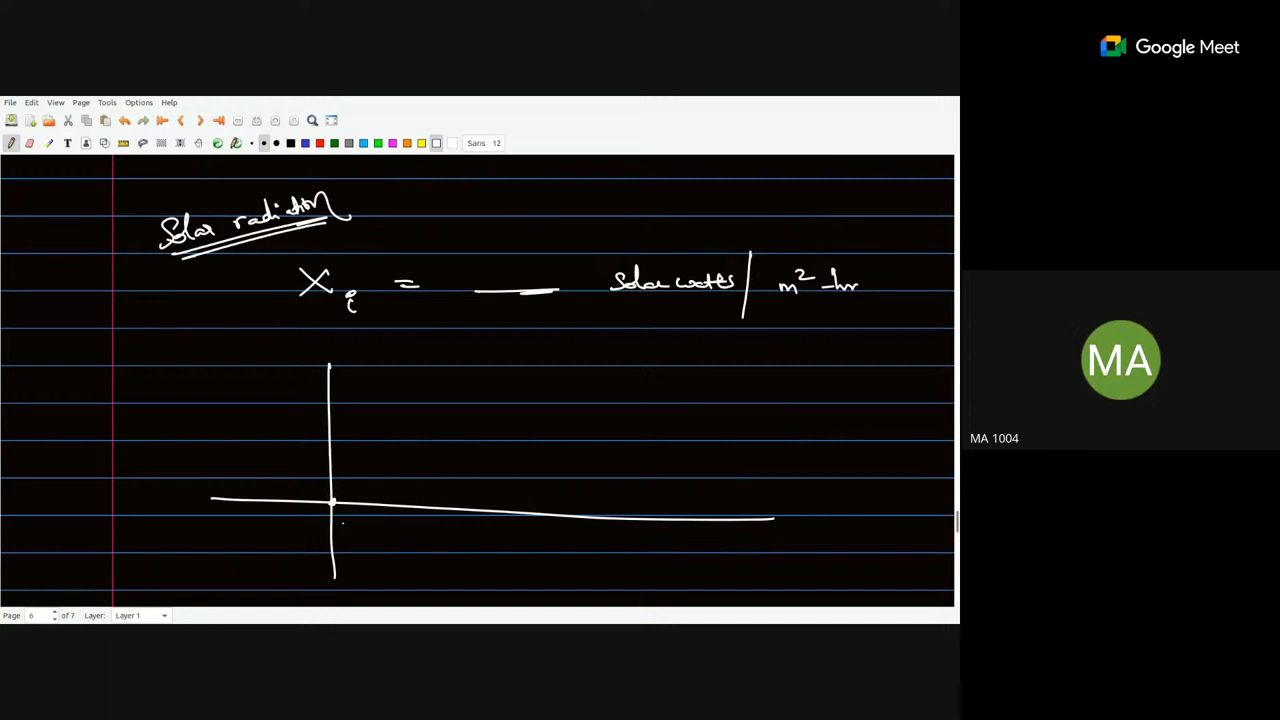 Google Meet
File Edit View Page Tools Options Help
Sans 12
Solar radiation
X i = ___ Solar watts / m² -hr
MA
MA 1004
Page 6 of 7 Layer: Layer 1